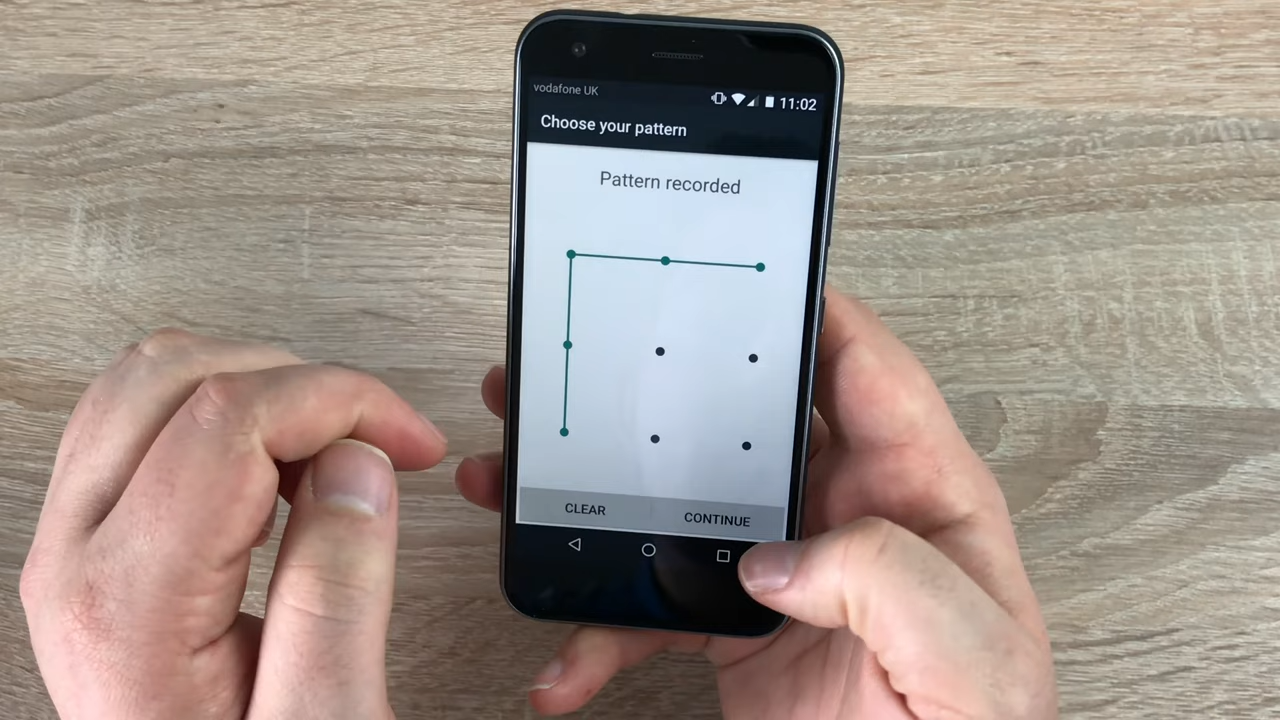 vodafone UK 11:02
Choose your pattern
Pattern recorded
CLEAR CONTINUE